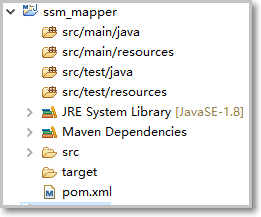 ssm_mapper
src/main/java
src/main/resources
src/test/java
src/test/resources
JRE System Library [JavaSE-1.8]
Maven Dependencies
src
target
pom.xml